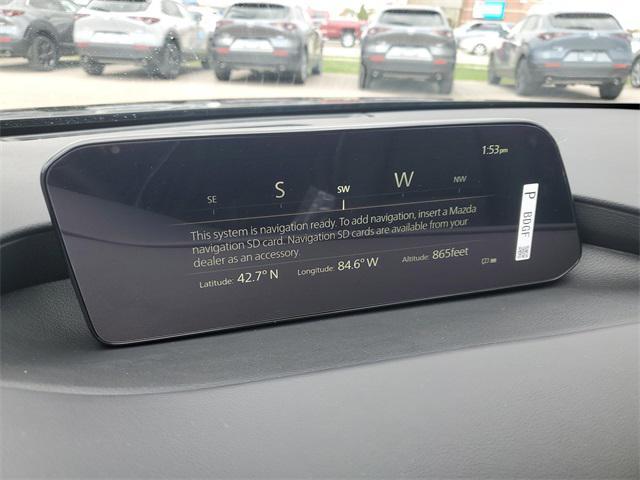 1:53pm
SE S SW W NW
This system is navigation ready. To add navigation, insert a Mazda
navigation SD card. Navigation SD cards are available from your
dealer as an accessory.
Latitude: 42.7° N Longitude: 84.6° W Altitude: 865feet
P BDGF